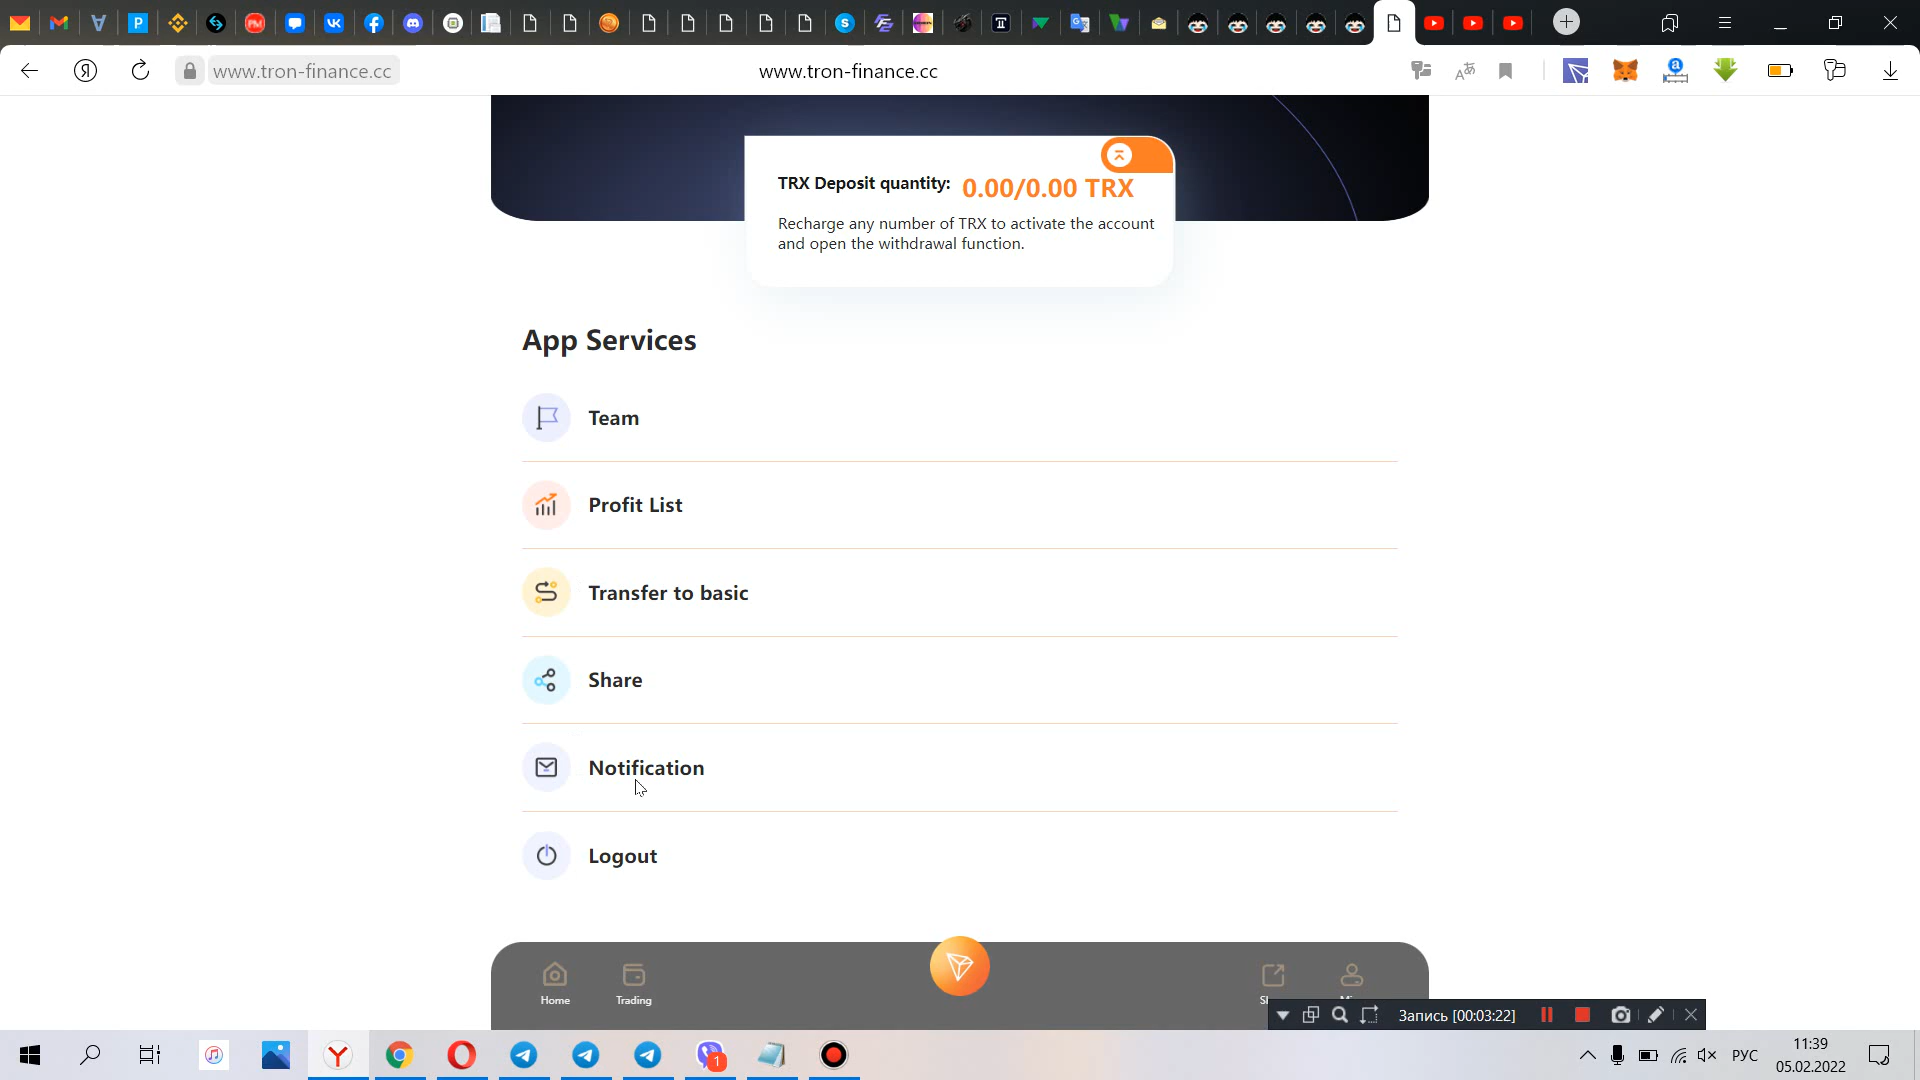 www.tron-finance.cc
www.tron-finance.cc
TRX Deposit quantity: 0.00/0.00 TRX
Recharge any number of TRX to activate the account
and open the withdrawal function.
App Services
Team
Profit List
Transfer to basic
Share
Notification
Logout
Home
Trading
Запись [00:03:22]
1
РУС
11:39
05.02.2022